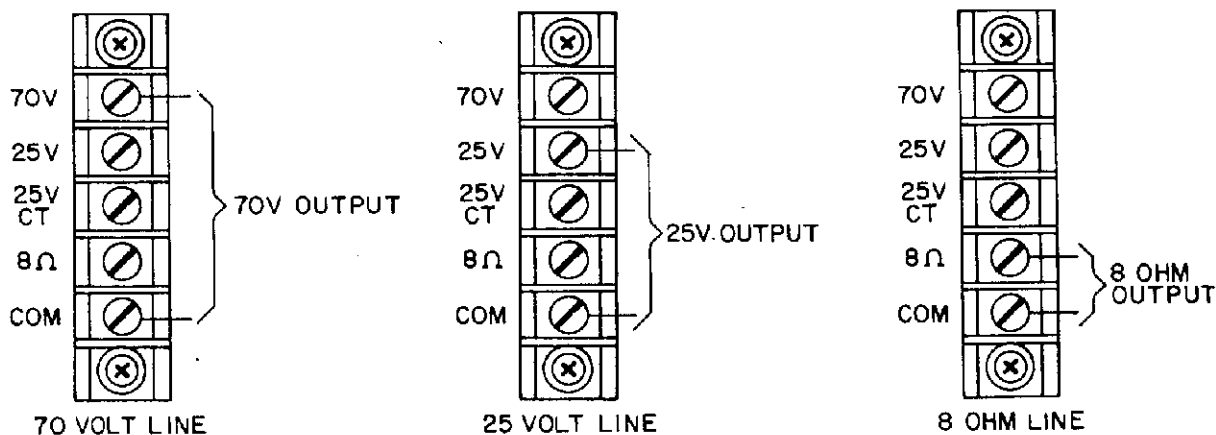 70V
25V
25V
CT
8Ω
COM
70V OUTPUT
70 VOLT LINE
70V
25V
25V
CT
8Ω
COM
25V. OUTPUT
25 VOLT LINE
70V
25V
25V
CT
8Ω
COM
8 OHM
OUTPUT
8 OHM LINE